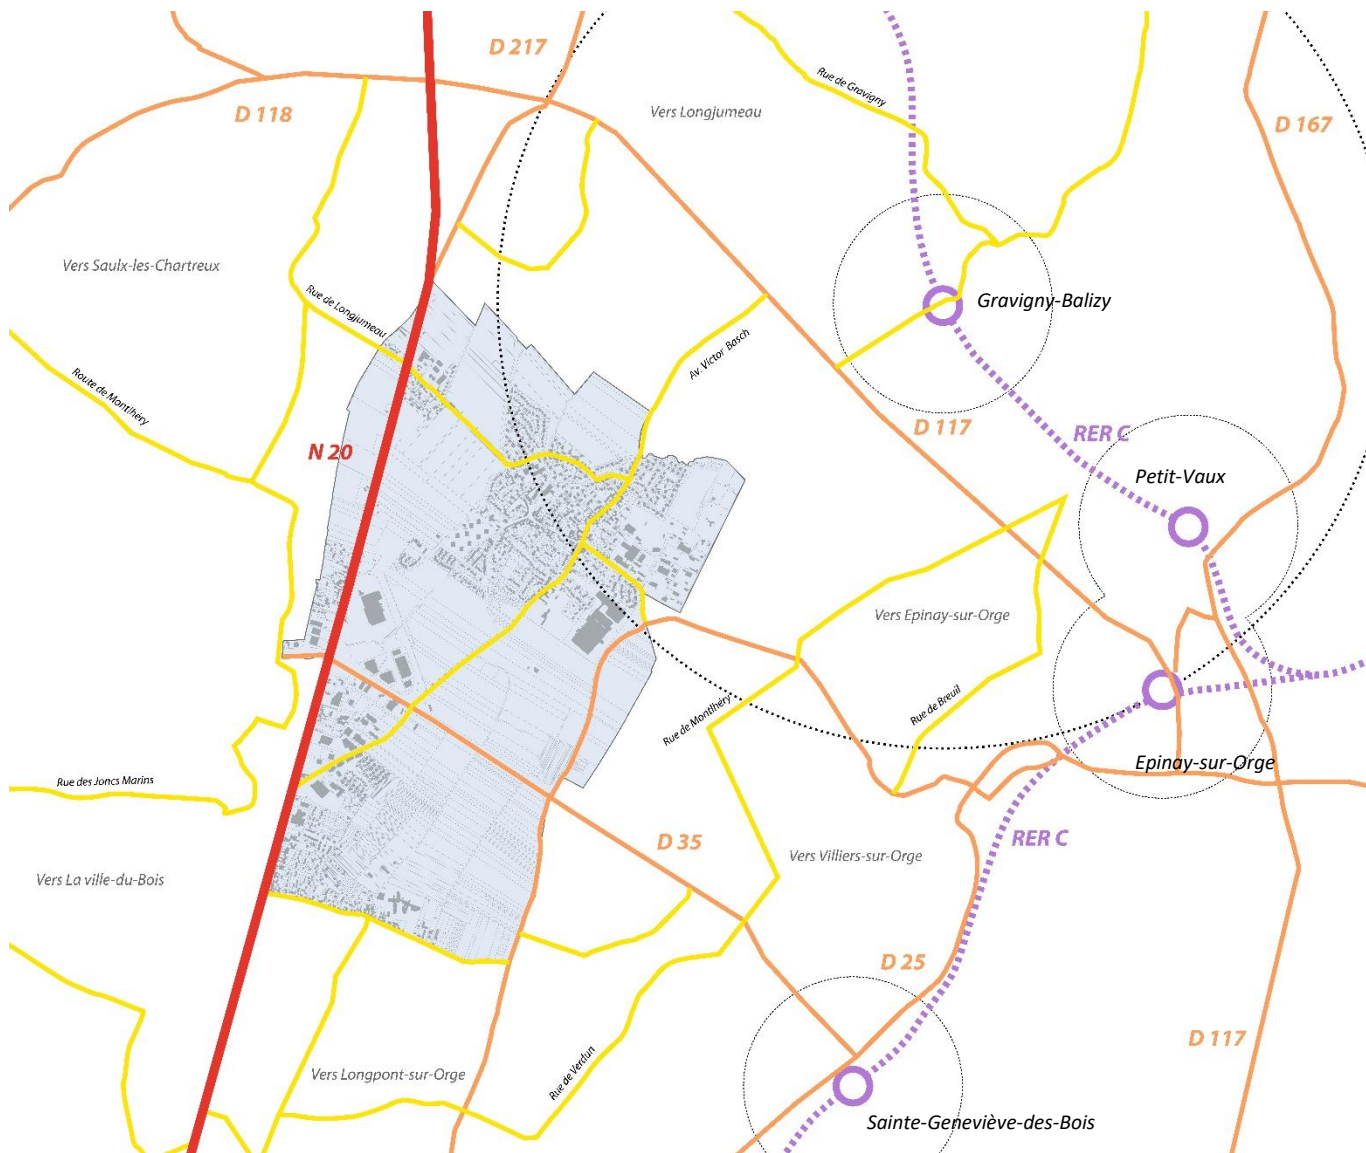 D 217
Rue de Gravigny
D 118
Vers Longjumeau
D 167
Vers Saulx-les-Chartreux
Rue de Longjumeau
Gravigny-Balizy
Av. Victor Basch
Route de Montlhéry
D 117
RER C
N 20
Petit-Vaux
Vers Epinay-sur-Orge
Rue de Montlhéry
Rue de Breuil
Epinay-sur-Orge
Rue des Joncs Marins
D 35
RER C
Vers Villiers-sur-Orge
Vers La ville-du-Bois
D 25
D 117
Vers Longpont-sur-Orge
Rue de Verdun
Sainte-Geneviève-des-Bois